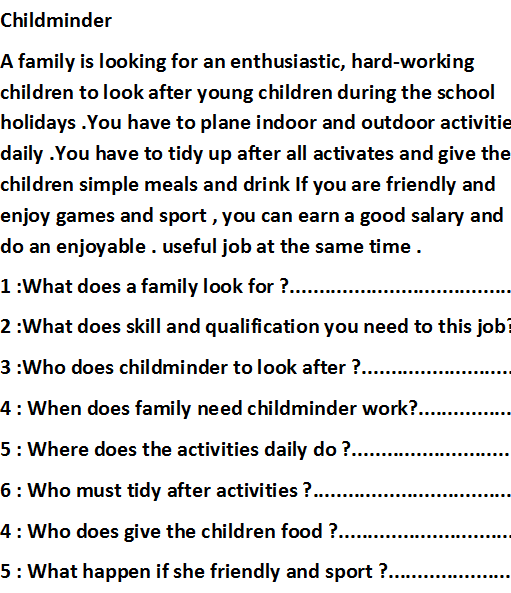 Childminder
A family is looking for an enthusiastic, hard-working
children to look after young children during the school
holidays .You have to plane indoor and outdoor activitie
daily .You have to tidy up after all activates and give the
children simple meals and drink If you are friendly and
enjoy games and sport , you can earn a good salary and
do an enjoyable . useful job at the same time .
1 :What does a family look for ?......................................
2 :What does skill and qualification you need to this job?
3 :Who does childminder to look after ?..........................
4 : When does family need childminder work?................
5 : Where does the activities daily do ?...........................
6 : Who must tidy after activities ?..................................
4 : Who does give the children food ?..............................
5 : What happen if she friendly and sport ?.....................